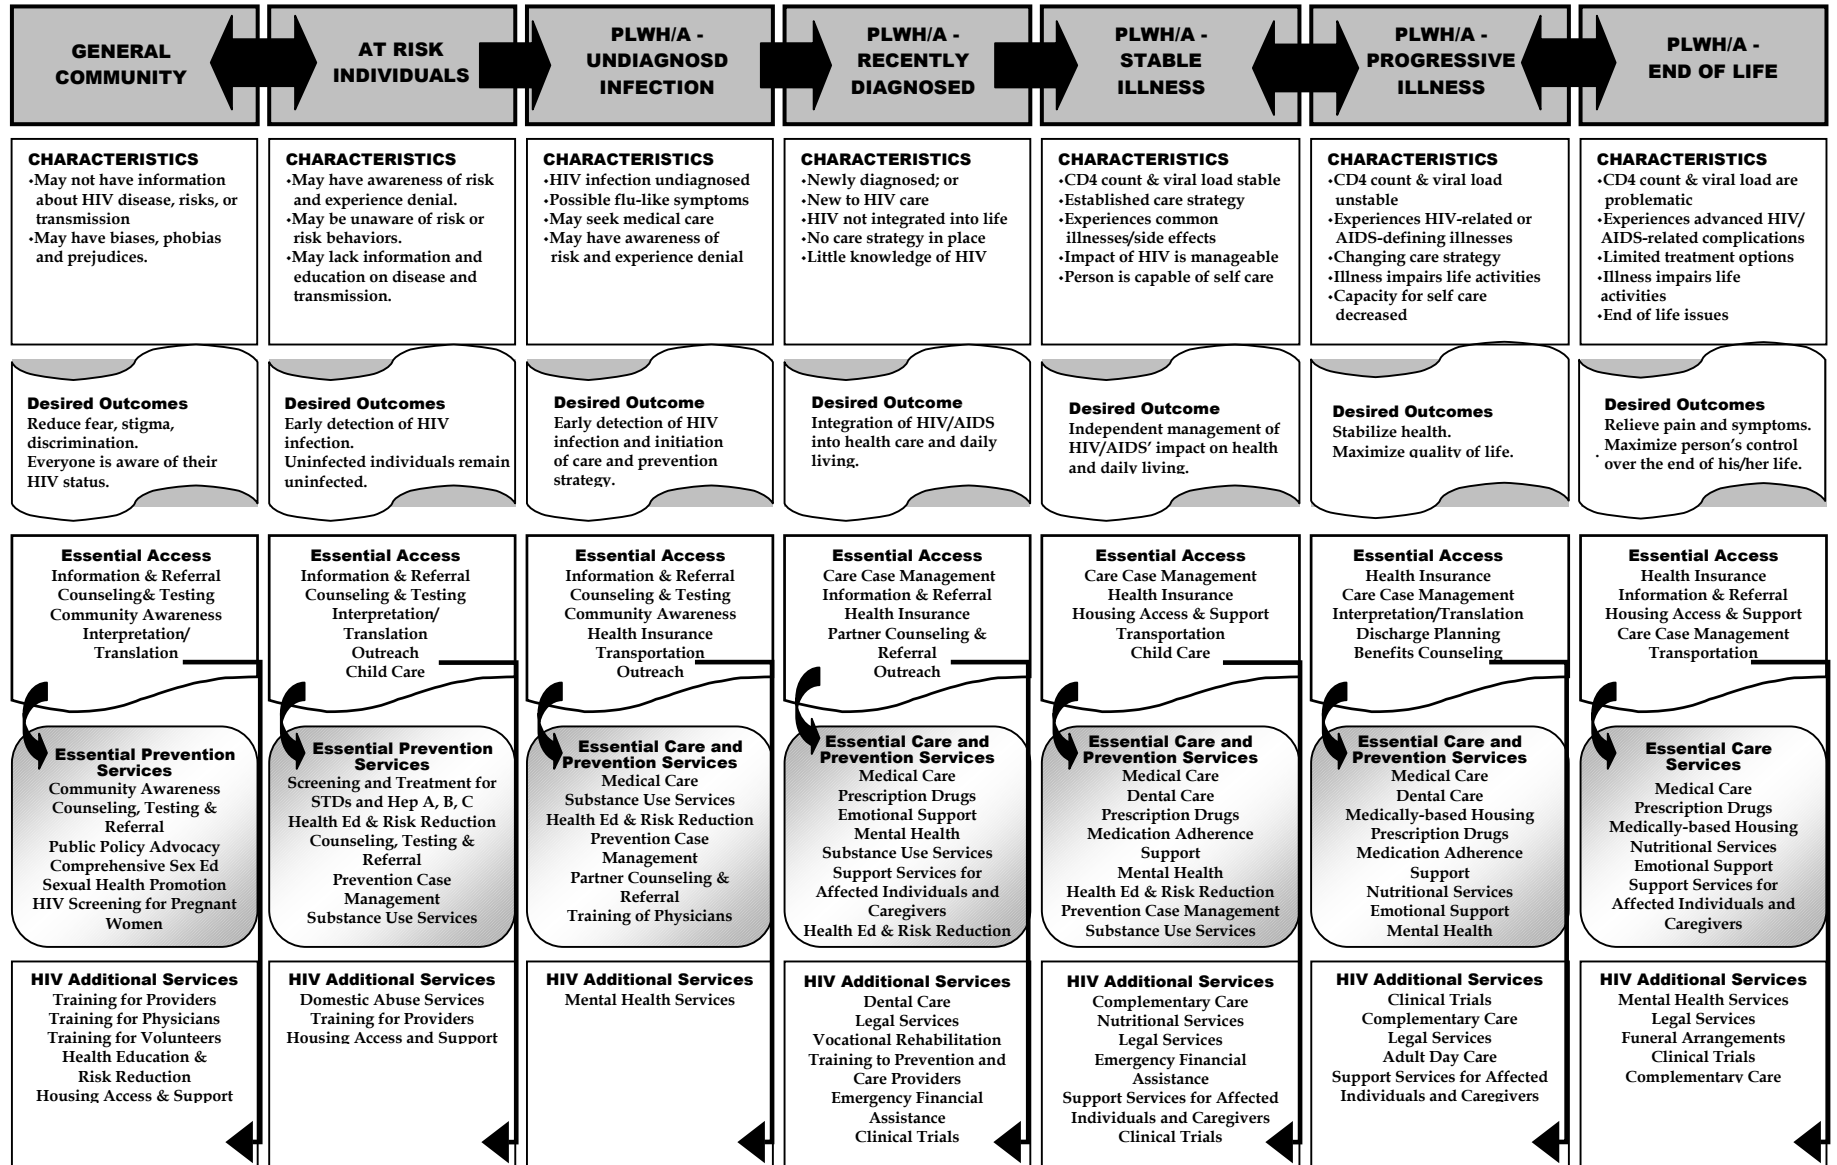 GENERAL
COMMUNITY
AT RISK
INDIVIDUALS
PLWH/A -
UNDIAGNOSD
INFECTION
PLWH/A -
RECENTLY
DIAGNOSED
PLWH/A -
STABLE
ILLNESS
PLWH/A -
PROGRESSIVE
ILLNESS
PLWH/A -
END OF LIFE
CHARACTERISTICS
•May not have information
about HIV disease, risks, or
transmission
•May have biases, phobias
and prejudices.
CHARACTERISTICS
•May have awareness of risk
and experience denial.
•May be unaware of risk or
risk behaviors.
•May lack information and
education on disease and
transmission.
CHARACTERISTICS
•HIV infection undiagnosed
•Possible flu-like symptoms
•May seek medical care
•May have awareness of
risk and experience denial
CHARACTERISTICS
•Newly diagnosed; or
•New to HIV care
•HIV not integrated into life
•No care strategy in place
•Little knowledge of HIV
CHARACTERISTICS
•CD4 count & viral load stable
•Established care strategy
•Experiences common
illnesses/side effects
•Impact of HIV is manageable
•Person is capable of self care
CHARACTERISTICS
•CD4 count & viral load
unstable
•Experiences HIV-related or
AIDS-defining illnesses
•Changing care strategy
•Illness impairs life activities
•Capacity for self care
decreased
CHARACTERISTICS
•CD4 count & viral load are
problematic
•Experiences advanced HIV/
AIDS-related complications
•Limited treatment options
•Illness impairs life
activities
•End of life issues
Desired Outcomes
Reduce fear, stigma,
discrimination.
Everyone is aware of their
HIV status.
Desired Outcomes
Early detection of HIV
infection.
Uninfected individuals remain
uninfected.
Desired Outcome
Early detection of HIV
infection and initiation
of care and prevention
strategy.
Desired Outcome
Integration of HIV/AIDS
into health care and daily
living.
Desired Outcome
Independent management of
HIV/AIDS' impact on health
and daily living.
Desired Outcomes
Stabilize health.
Maximize quality of life.
Desired Outcomes
Relieve pain and symptoms.
Maximize person's control
. over the end of his/her life.
Essential Access
Information & Referral
Counseling& Testing
Community Awareness
Interpretation/
Translation
Essential Access
Information & Referral
Counseling & Testing
Interpretation/
Translation
Outreach
Child Care
Essential Access
Information & Referral
Counseling & Testing
Community Awareness
Health Insurance
Transportation
Outreach
Essential Access
Care Case Management
Information & Referral
Health Insurance
Partner Counseling &
Referral
Outreach
Essential Access
Care Case Management
Health Insurance
Housing Access & Support
Transportation
Child Care
Essential Access
Health Insurance
Care Case Management
Interpretation/Translation
Discharge Planning
Benefits Counseling
Essential Access
Health Insurance
Information & Referral
Housing Access & Support
Care Case Management
Transportation
Essential Prevention
Services
Community Awareness
Counseling, Testing &
Referral
Public Policy Advocacy
Comprehensive Sex Ed
Sexual Health Promotion
HIV Screening for Pregnant
Women
Essential Prevention
Services
Screening and Treatment for
STDs and Hep A, B, C
Health Ed & Risk Reduction
Counseling, Testing &
Referral
Prevention Case
Management
Substance Use Services
Essential Care and
Prevention Services
Medical Care
Substance Use Services
Health Ed & Risk Reduction
Prevention Case
Management
Partner Counseling &
Referral
Training of Physicians
Essential Care and
Prevention Services
Medical Care
Prescription Drugs
Emotional Support
Mental Health
Substance Use Services
Support Services for
Affected Individuals and
Caregivers
Health Ed & Risk Reduction
Essential Care and
Prevention Services
Medical Care
Dental Care
Prescription Drugs
Medication Adherence
Support
Mental Health
Health Ed & Risk Reduction
Prevention Case Management
Substance Use Services
Essential Care and
Prevention Services
Medical Care
Dental Care
Medically-based Housing
Prescription Drugs
Medication Adherence
Support
Nutritional Services
Emotional Support
Mental Health
Essential Care
Services
Medical Care
Prescription Drugs
Medically-based Housing
Nutritional Services
Emotional Support
Support Services for
Affected Individuals and
Caregivers
HIV Additional Services
Training for Providers
Training for Physicians
Training for Volunteers
Health Education &
Risk Reduction
Housing Access & Support
HIV Additional Services
Domestic Abuse Services
Training for Providers
Housing Access and Support
HIV Additional Services
Mental Health Services
HIV Additional Services
Dental Care
Legal Services
Vocational Rehabilitation
Training to Prevention and
Care Providers
Emergency Financial
Assistance
Clinical Trials
HIV Additional Services
Complementary Care
Nutritional Services
Legal Services
Emergency Financial
Assistance
Support Services for Affected
Individuals and Caregivers
Clinical Trials
HIV Additional Services
Clinical Trials
Complementary Care
Legal Services
Adult Day Care
Support Services for Affected
Individuals and Caregivers
HIV Additional Services
Mental Health Services
Legal Services
Funeral Arrangements
Clinical Trials
Complementary Care